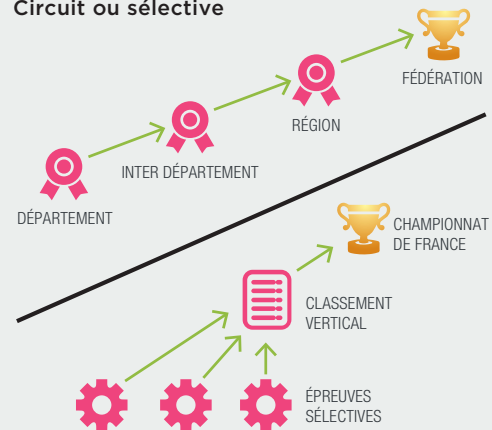 Circuit ou sélective
FÉDÉRATION
RÉGION
INTER DÉPARTEMENT
DÉPARTEMENT
CHAMPIONNAT
DE FRANCE
CLASSEMENT
VERTICAL
ÉPREUVES
SÉLECTIVES